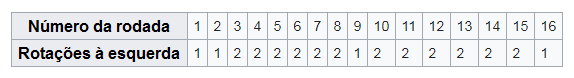 Número da rodada 1 2 3 4 5 6 7 8 9 10 11 12 13 14 15 16
Rotações à esquerda 1 1 2 2 2 2 2 2 1 2 2 2 2 2 2 1